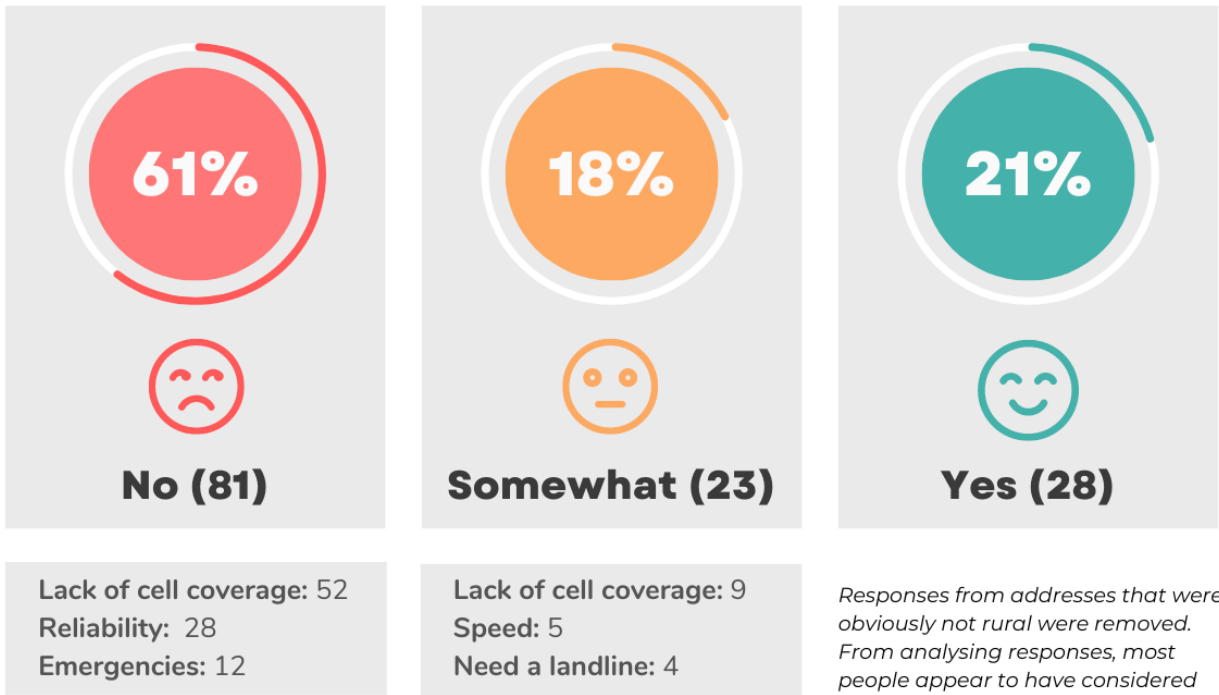 61%
18%
21%
No (81)
Somewhat (23)
Yes (28)
Lack of cell coverage: 52
Reliability: 28
Emergencies: 12
Lack of cell coverage: 9
Speed: 5
Need a landline: 4
Responses from addresses that were
obviously not rural were removed.
From analysing responses, most
people appear to have considered